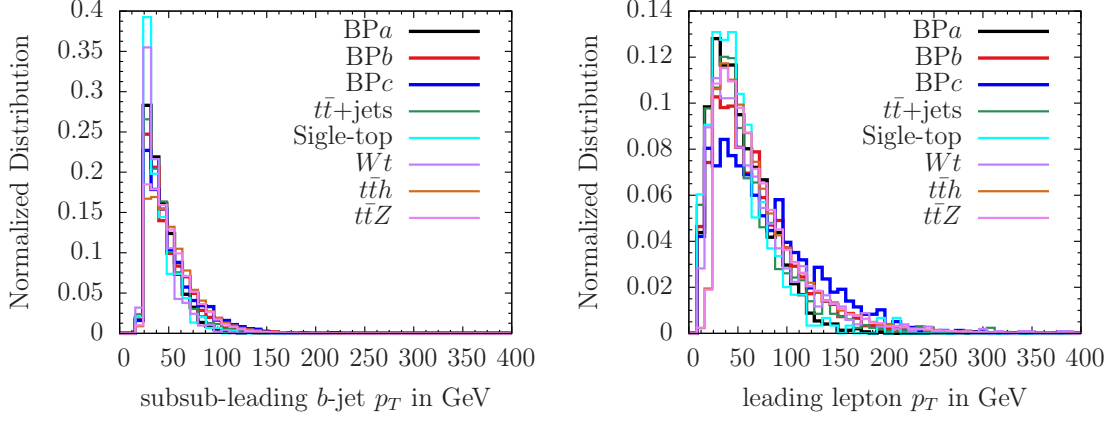 Normalized Distribution
0.4
0.35
0.3
0.25
0.2
0.15
0.1
0.05
0
BPa
BPb
BPc
tt̄+jets
Sigle-top
Wt
tt̄h
tt̄Z
0 50 100 150 200 250 300 350 400
subsub-leading b-jet p_T in GeV
Normalized Distribution
0.14
0.12
0.1
0.08
0.06
0.04
0.02
0
BPa
BPb
BPc
tt̄+jets
Sigle-top
Wt
tt̄h
tt̄Z
0 50 100 150 200 250 300 350 400
leading lepton p_T in GeV